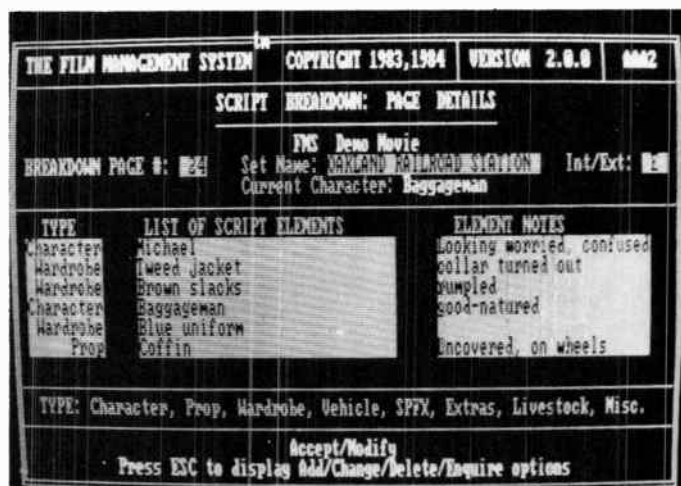 tm
THE FILM MANAGEMENT SYSTEM COPYRIGHT 1983,1984 VERSION 2.0.0 AAA2
SCRIPT BREAKDOWN: PAGE DETAILS
FMS Demo Movie
BREAKDOWN PAGE #: 24 Set Name: OAKLAND RAILROAD STATION Int/Ext: I
Current Character: Baggageman
TYPE LIST OF SCRIPT ELEMENTS ELEMENT NOTES
Character Michael Looking worried, confused
Wardrobe Tweed Jacket collar turned out
Wardrobe Brown slacks rumpled
Character Baggageman good-natured
Wardrobe Blue uniform
Prop Coffin Uncovered, on wheels
TYPE: Character, Prop, Wardrobe, Vehicle, SPFX, Extras, Livestock, Misc.
Accept/Modify
Press ESC to display Add/Change/Delete/Enquire options